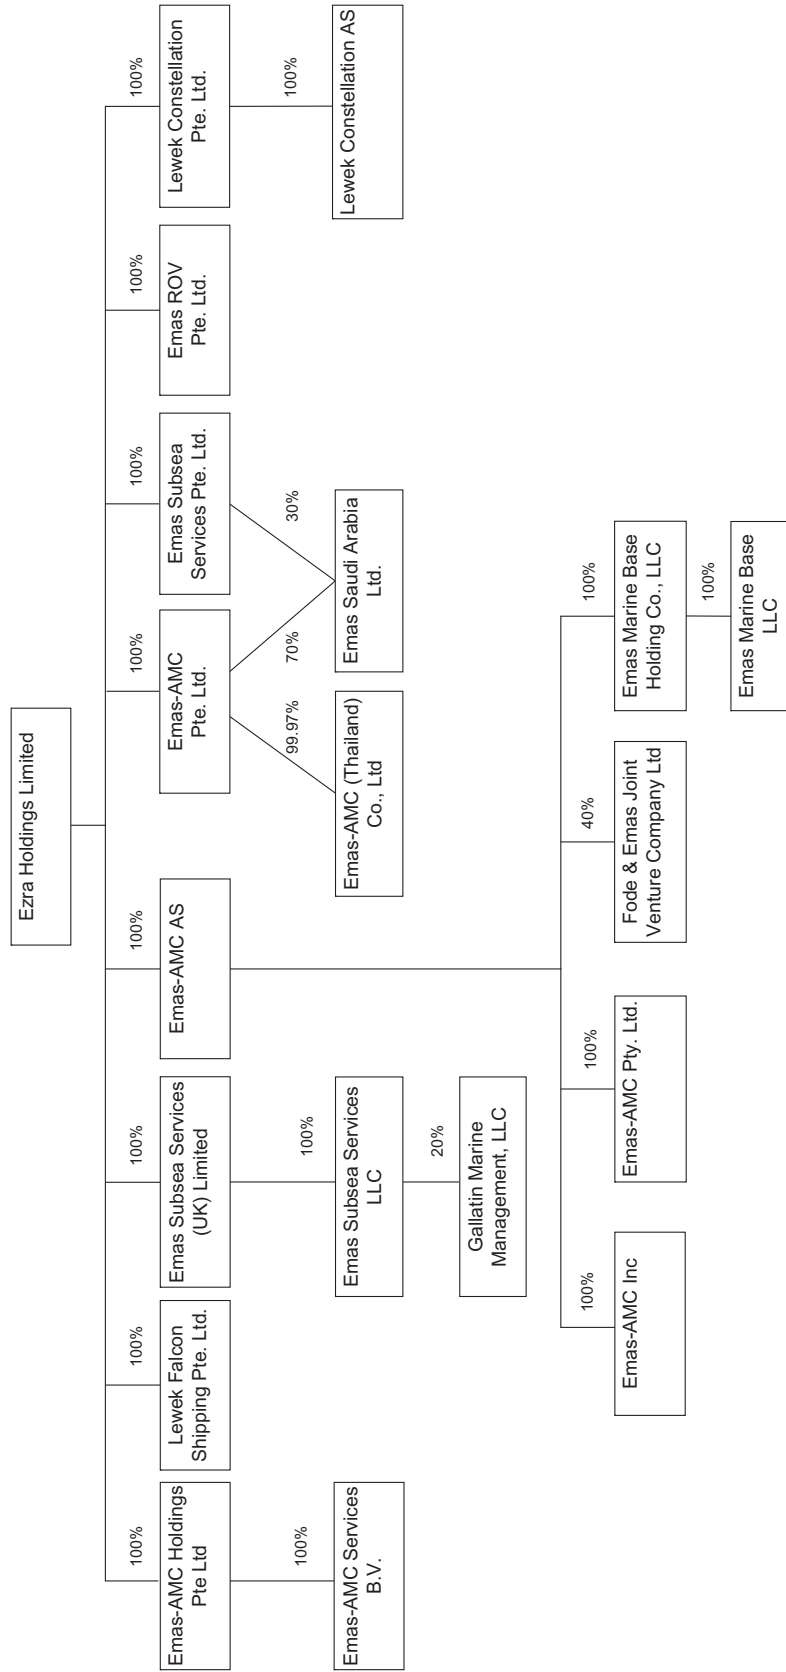 Ezra Holdings Limited
100%
100%
100%
100%
100%
100%
100%
100%
Emas-AMC Holdings
Pte Ltd
Lewek Falcon
Shipping Pte. Ltd.
Emas Subsea Services
(UK) Limited
Emas-AMC AS
Emas-AMC
Pte. Ltd.
Emas Subsea
Services Pte. Ltd.
Emas ROV
Pte. Ltd.
Lewek Constellation
Pte. Ltd.
100%
100%
99.97%
70%
30%
100%
Emas-AMC Services
B.V.
Emas Subsea Services
LLC
Emas-AMC (Thailand)
Co., Ltd
Emas Saudi Arabia
Ltd.
Lewek Constellation AS
20%
Gallatin Marine
Management, LLC
100%
100%
40%
100%
Emas-AMC Inc
Emas-AMC Pty. Ltd.
Fode & Emas Joint
Venture Company Ltd
Emas Marine Base
Holding Co., LLC
100%
Emas Marine Base
LLC